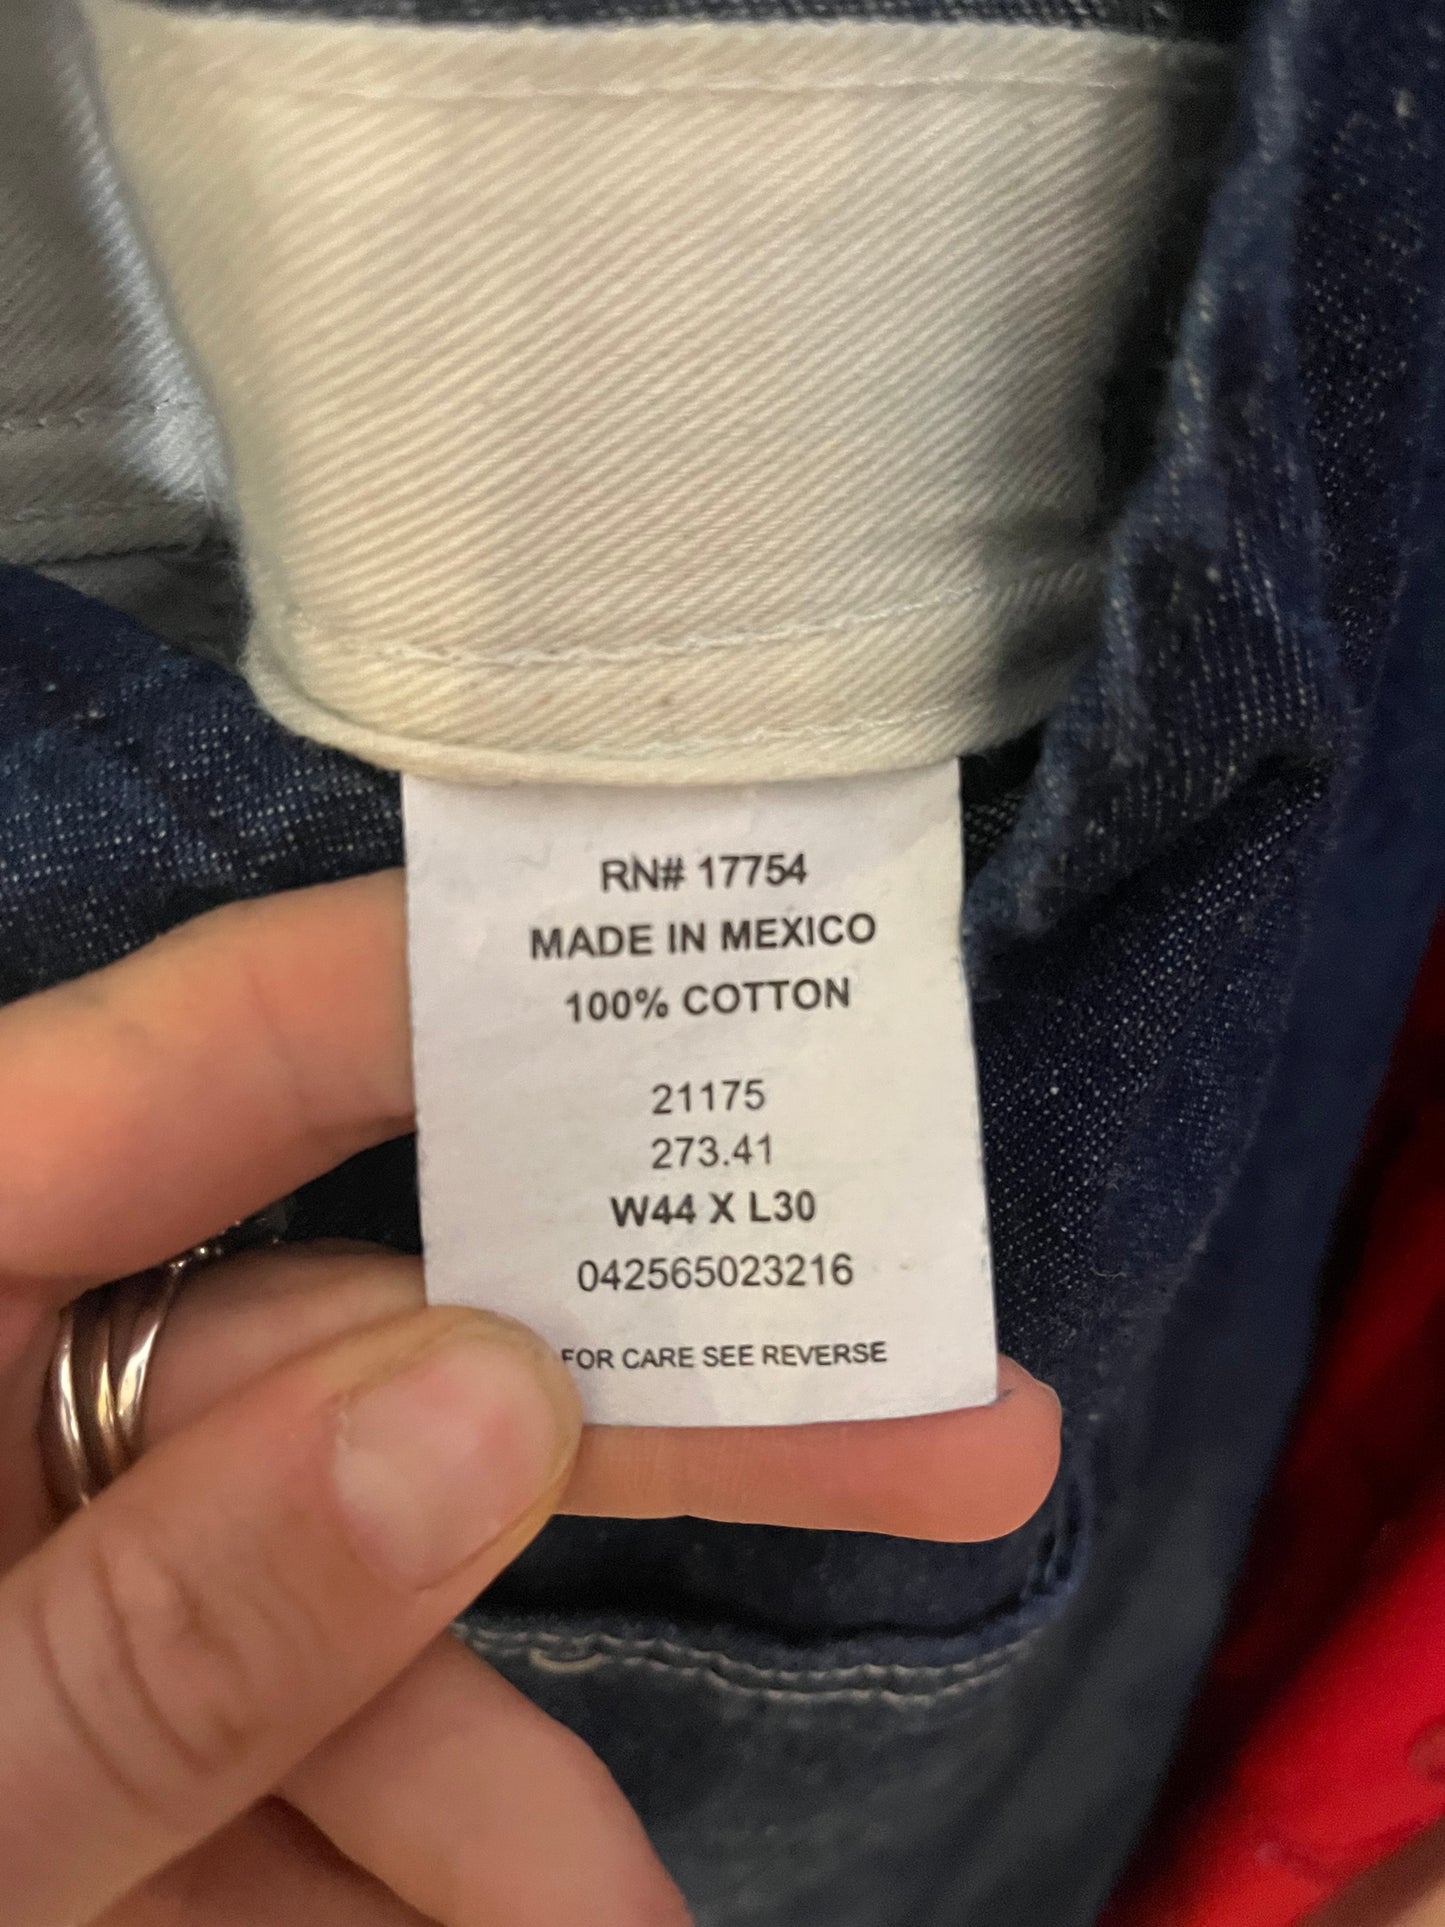 RN# 17754
MADE IN MEXICO
100% COTTON
21175
273.41
W44 X L30
042565023216
FOR CARE SEE REVERSE